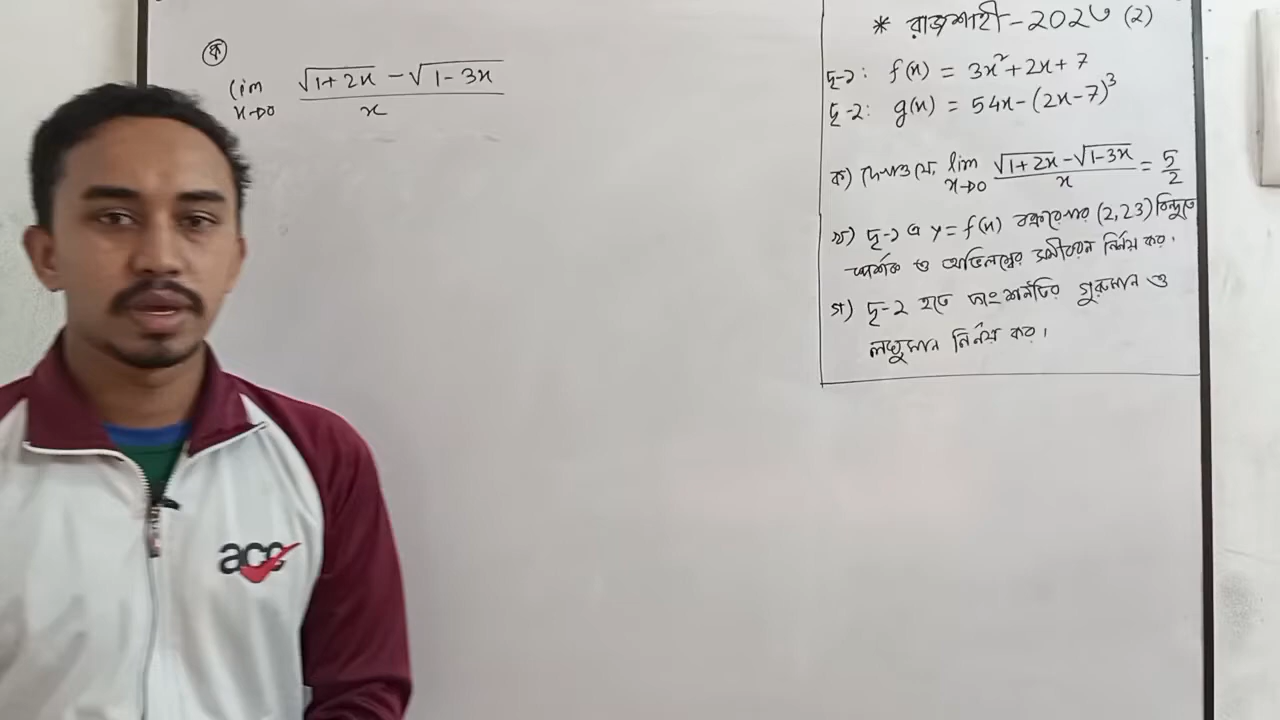 ক
lim x→0 (√1+2x − √1-3x) / x
* রাজশাহী-২০২৩ (2)
দৃ-১: f(x) = 3x²+2x+7
দৃ-২: g(x) = 54x-(2x-7)³
ক) দেখাও যে, lim x→0 (√1+2x − √1-3x) / x = 5/2
খ) দৃ-১ এ y=f(x) বক্ররেখার (2,23) বিন্দুতে
স্পর্শক ও অভিলম্বের সমীকরণ নির্ণয় কর।
গ) দৃ-২ হতে ফাংশনটির গুরুমান ও
লঘুমান নির্ণয় কর।
acc